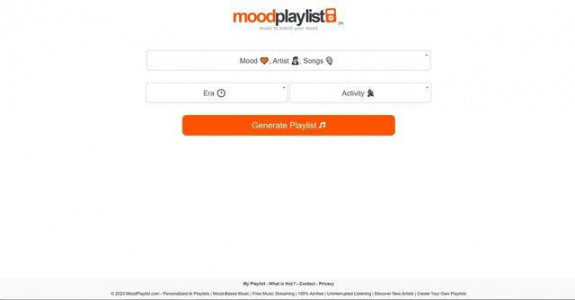 moodplaylist
music to match your mood
Mood, Artist, Songs
Era
Activity
Generate Playlist
My Playlist - What is this? - Contact - Privacy
© 2023 MoodPlaylist.com - Personalized AI Playlists | Mood-Based Music | Free Music Streaming | 100% Ad-free | Uninterrupted Listening | Discover New Artists | Create Your Own Playlists